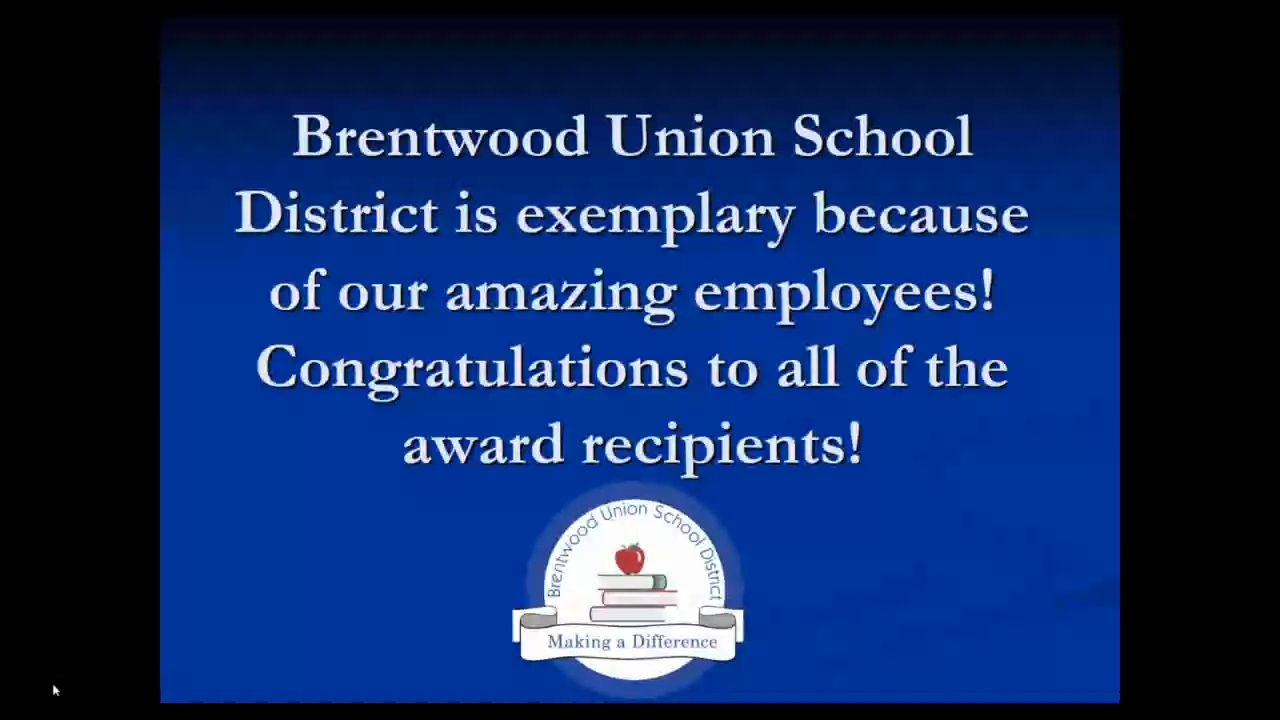 Brentwood Union School
District is exemplary because
of our amazing employees!
Congratulations to all of the
award recipients!
Brentwood Union School District
Making a Difference